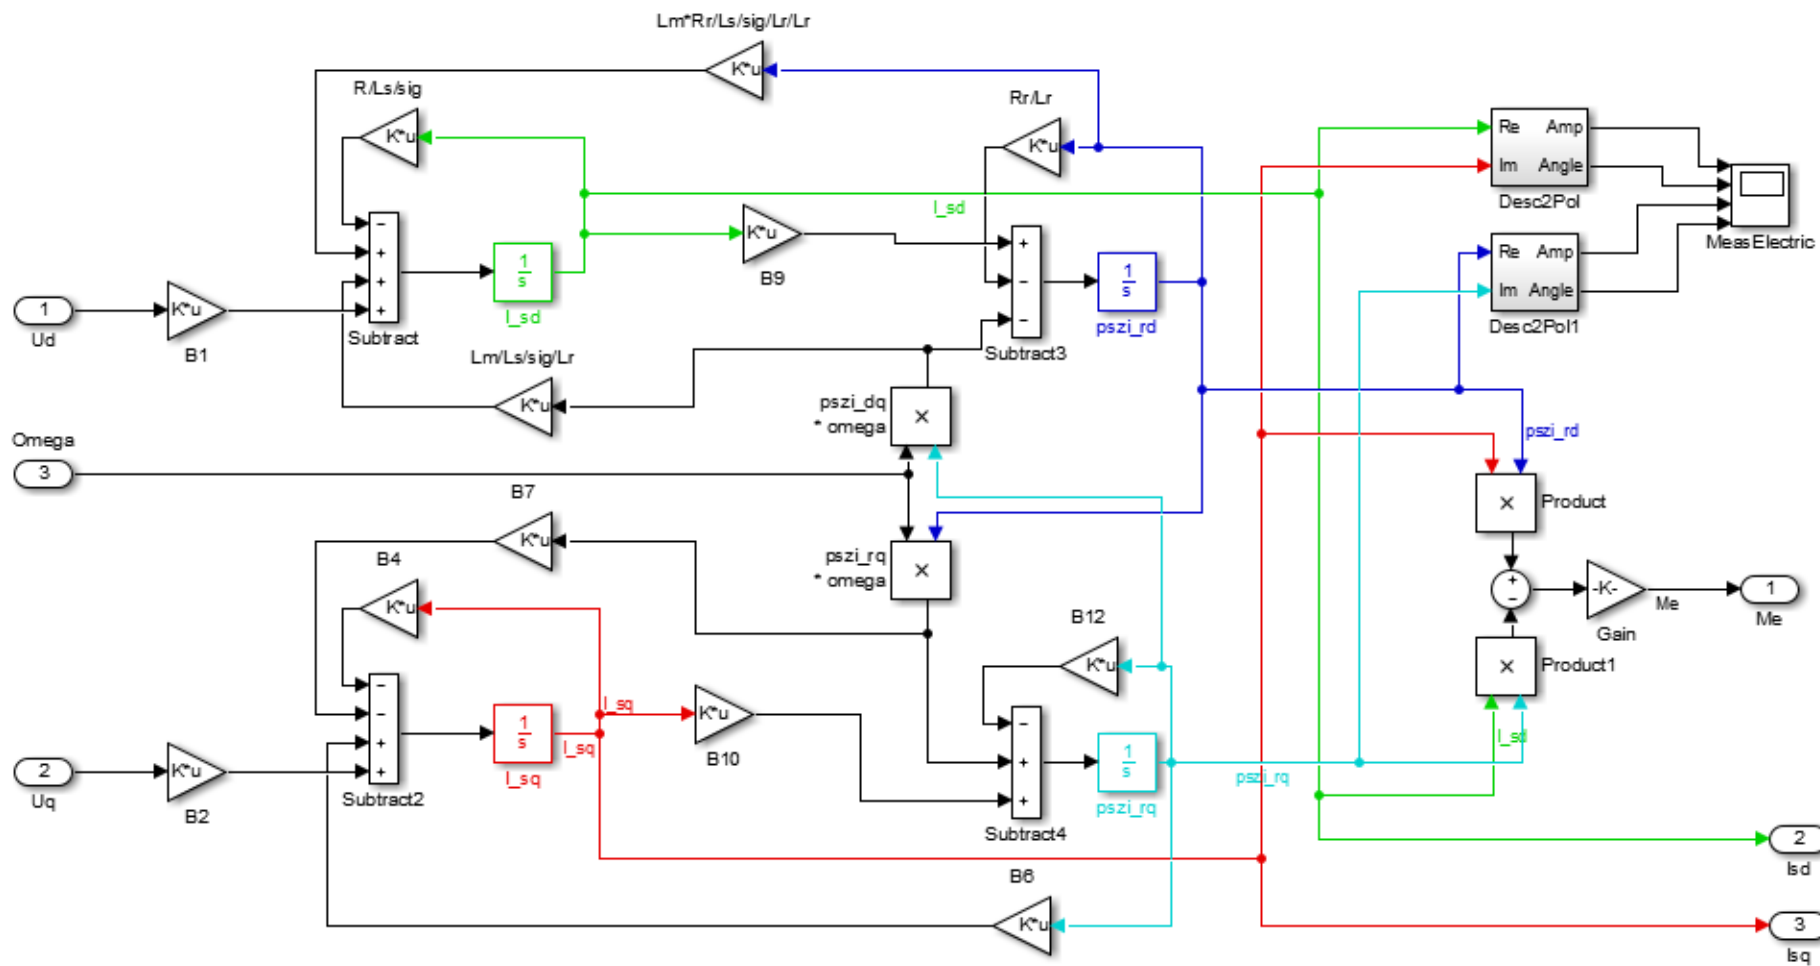 Lm*Rr/Ls/sig/Lr/Lr
K*u
R/Ls/sig
K*u
Rr/Lr
K*u
Re Amp
Im Angle
Desc2Pol
MeasElectric
I_sd
−
+
+
+
Subtract
1
s
I_sd
K*u
B9
+
−
−
Subtract3
1
s
pszi_rd
Re Amp
Im Angle
Desc2Pol1
1
Ud
K*u
B1
Lm/Ls/sig/Lr
K*u
pszi_dq
* omega
×
pszi_rd
Omega
3
B7
K*u
pszi_rq
* omega
×
×
Product
B4
K*u
B12
K*u
+
−
-K-
Gain
Me
1
Me
×
Product1
−
−
+
+
Subtract2
1
s
I_sq
I_sq
I_sq
K*u
B10
−
+
+
Subtract4
1
s
pszi_rq
pszi_rq
I_sd
2
Uq
K*u
B2
2
Isd
B6
K*u
3
Isq